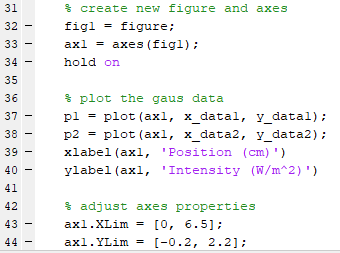 31 % create new figure and axes
32 - fig1 = figure;
33 - ax1 = axes(fig1);
34 - hold on
35
36 % plot the gaus data
37 - p1 = plot(ax1, x_data1, y_data1);
38 - p2 = plot(ax1, x_data2, y_data2);
39 - xlabel(ax1, 'Position (cm)')
40 - ylabel(ax1, 'Intensity (W/m^2)')
41
42 % adjust axes properties
43 - ax1.XLim = [0, 6.5];
44 - ax1.YLim = [-0.2, 2.2];